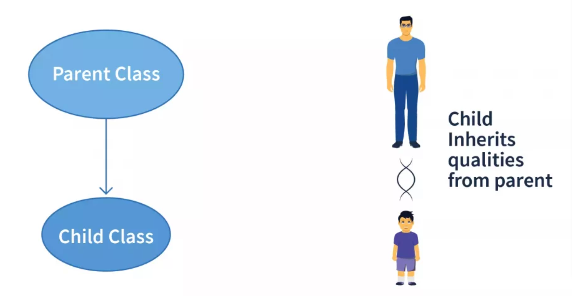 Parent Class
Child Class
Child
Inherits
qualities
from parent